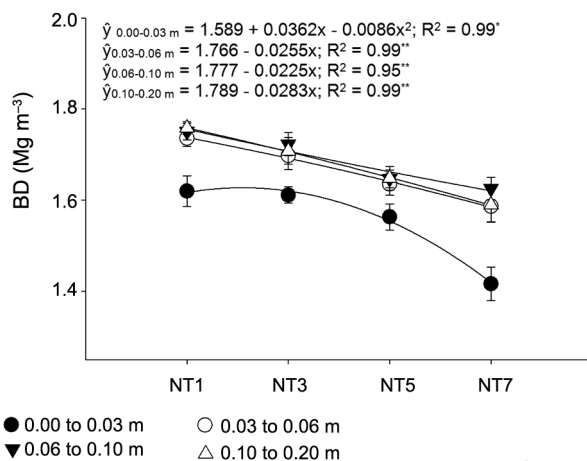 ŷ 0.00-0.03 m = 1.589 + 0.0362x - 0.0086x²; R² = 0.99*
ŷ0.03-0.06 m = 1.766 - 0.0255x; R² = 0.99**
ŷ0.06-0.10 m = 1.777 - 0.0225x; R² = 0.95**
ŷ0.10-0.20 m = 1.789 - 0.0283x; R² = 0.99**
2.0
1.8
1.6
1.4
BD (Mg m⁻³)
NT1 NT3 NT5 NT7
0.00 to 0.03 m 0.03 to 0.06 m
0.06 to 0.10 m 0.10 to 0.20 m